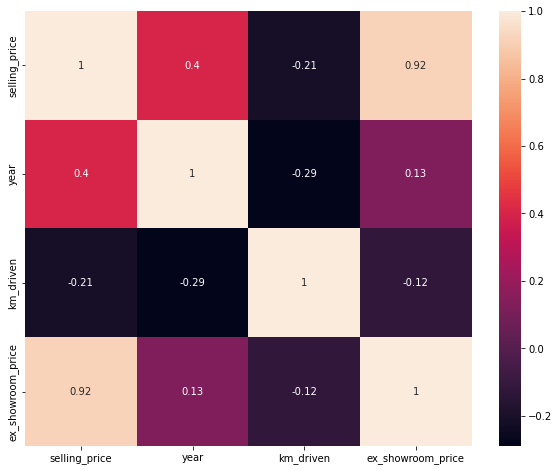 selling_price 1 0.4 -0.21 0.92
year 0.4 1 -0.29 0.13
km_driven -0.21 -0.29 1 -0.12
ex_showroom_price 0.92 0.13 -0.12 1
selling_price year km_driven ex_showroom_price
1.0
0.8
0.6
0.4
0.2
0.0
−0.2